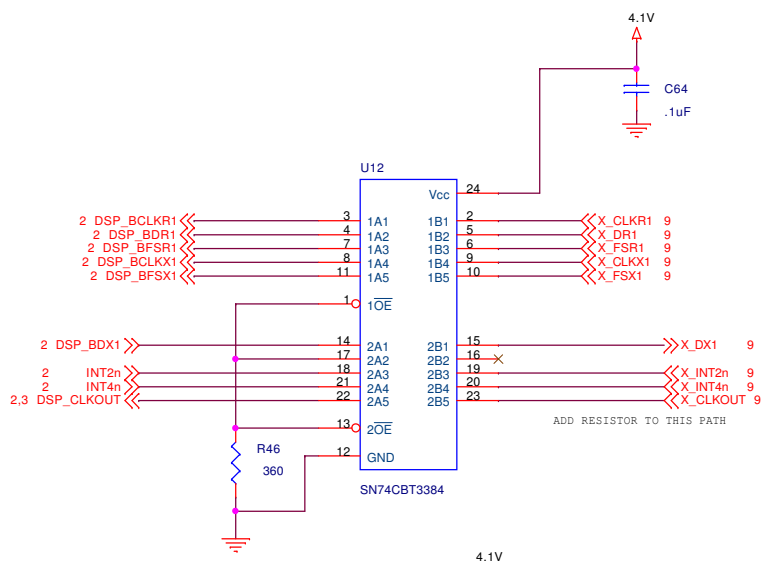 4.1V
C64
.1uF
U12
Vcc 24
2 DSP_BCLKR1 3 1A1 1B1 2 X_CLKR1 9
2 DSP_BDR1 4 1A2 1B2 5 X_DR1 9
2 DSP_BFSR1 7 1A3 1B3 6 X_FSR1 9
2 DSP_BCLKX1 8 1A4 1B4 9 X_CLKX1 9
2 DSP_BFSX1 11 1A5 1B5 10 X_FSX1 9
1 1OE
2 DSP_BDX1 14 2A1 2B1 15 X_DX1 9
17 2A2 2B2 16
2 INT2n 18 2A3 2B3 19 X_INT2n 9
2 INT4n 21 2A4 2B4 20 X_INT4n 9
2,3 DSP_CLKOUT 22 2A5 2B5 23 X_CLKOUT 9
ADD RESISTOR TO THIS PATH
13 2OE
R46
360
12 GND
SN74CBT3384
4.1V